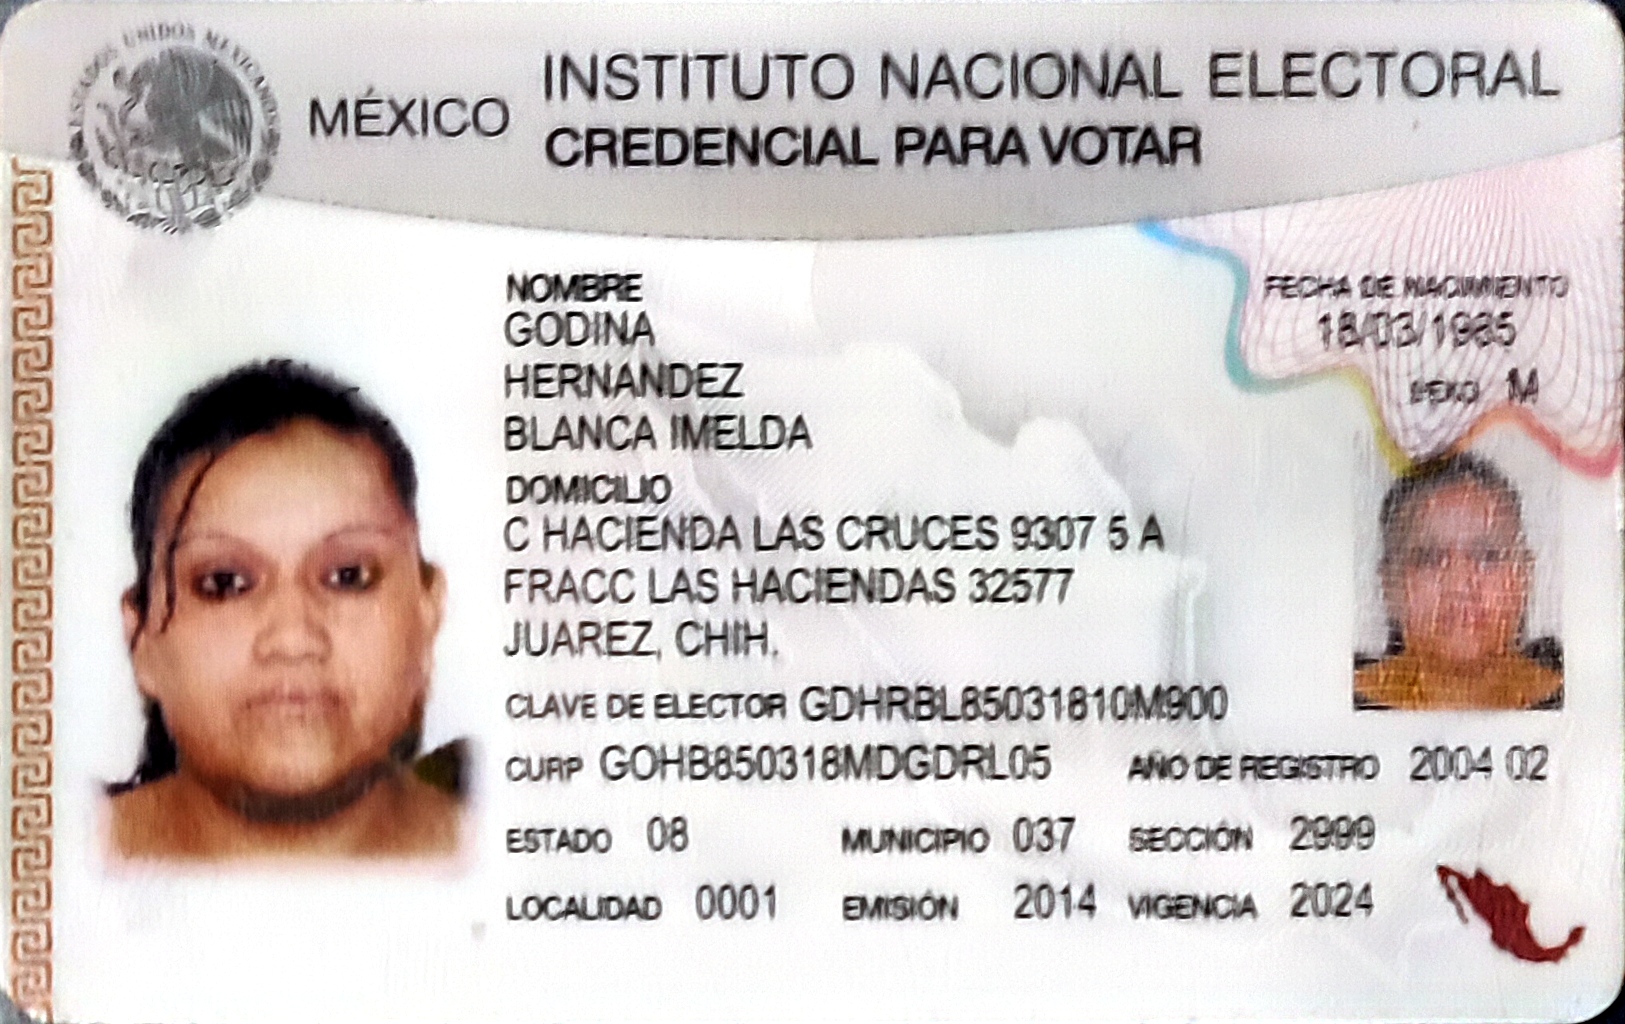 ESTADOS UNIDOS MEXICANOS
MÉXICO
INSTITUTO NACIONAL ELECTORAL
CREDENCIAL PARA VOTAR
NOMBRE
GODINA
HERNANDEZ
BLANCA IMELDA
FECHA DE NACIMIENTO
18/03/1985
SEXO M
DOMICILIO
C HACIENDA LAS CRUCES 9307 5 A
FRACC LAS HACIENDAS 32577
JUAREZ, CHIH.
CLAVE DE ELECTOR GDHRBL85031810M900
CURP GOHB850318MDGDRL05 AÑO DE REGISTRO 2004 02
ESTADO 08 MUNICIPIO 037 SECCIÓN 2999
LOCALIDAD 0001 EMISIÓN 2014 VIGENCIA 2024